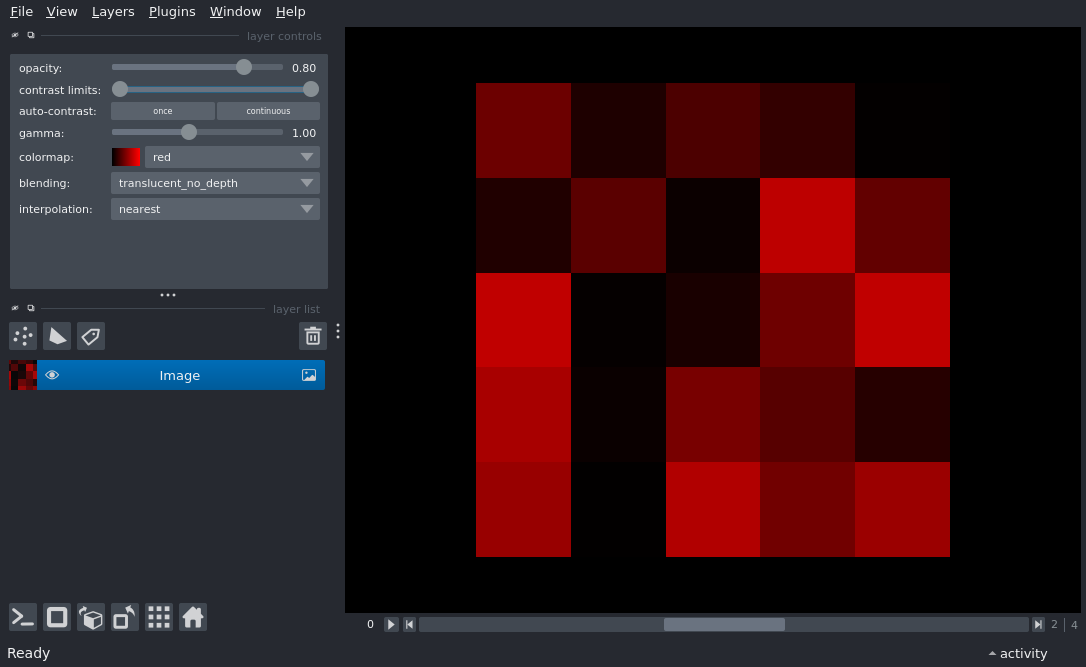 File View Layers Plugins Window Help
layer controls
opacity: 0.80
contrast limits:
auto-contrast: once continuous
gamma: 1.00
colormap: red
blending: translucent_no_depth
interpolation: nearest
layer list
Image
0 2 4
Ready activity